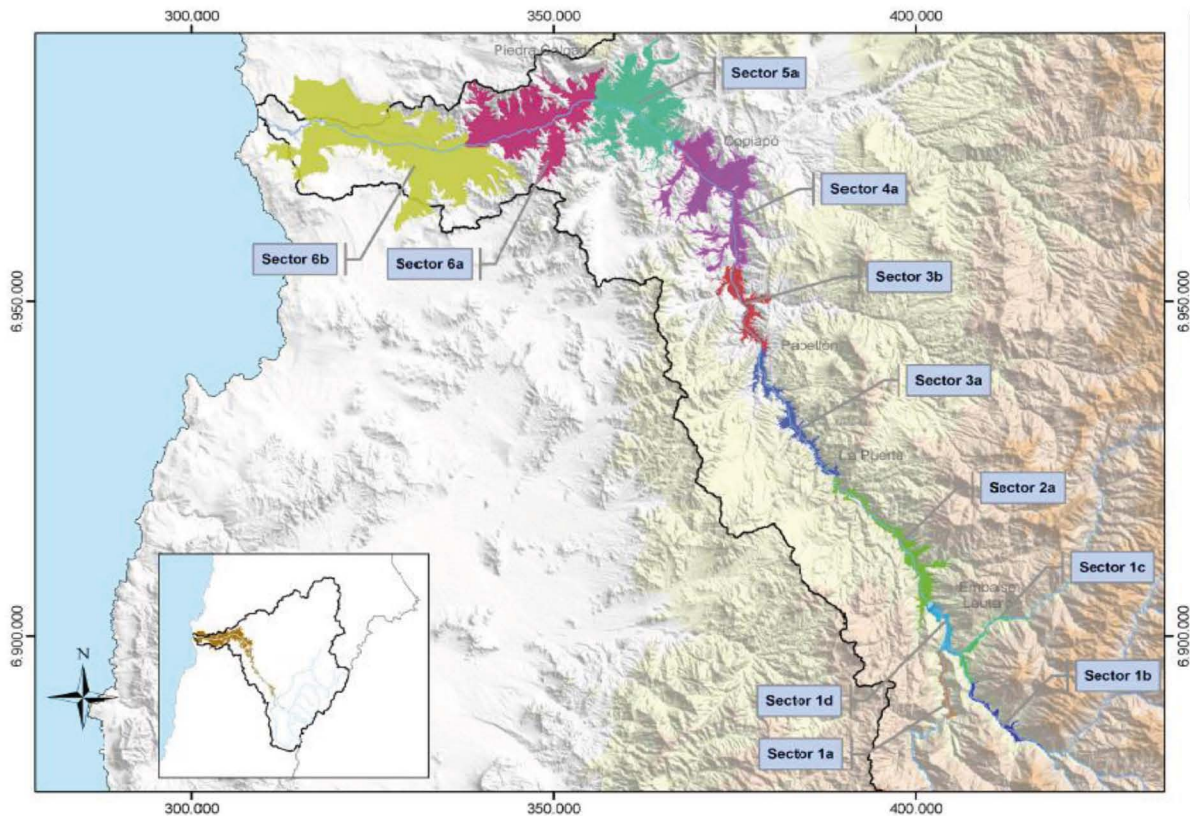 300.000
350.000
400.000
Piedra Colgada
Sector 5a
Copiapó
Sector 4a
Sector 6b
Sector 6a
Sector 3b
6.950.000
6.950.000
Pabellón
Sector 3a
La Puerta
Sector 2a
Sector 1c
Embalse
Lautaro
6.900.000
6.900.000
N
Sector 1b
Sector 1d
Sector 1a
300.000
350.000
400.000